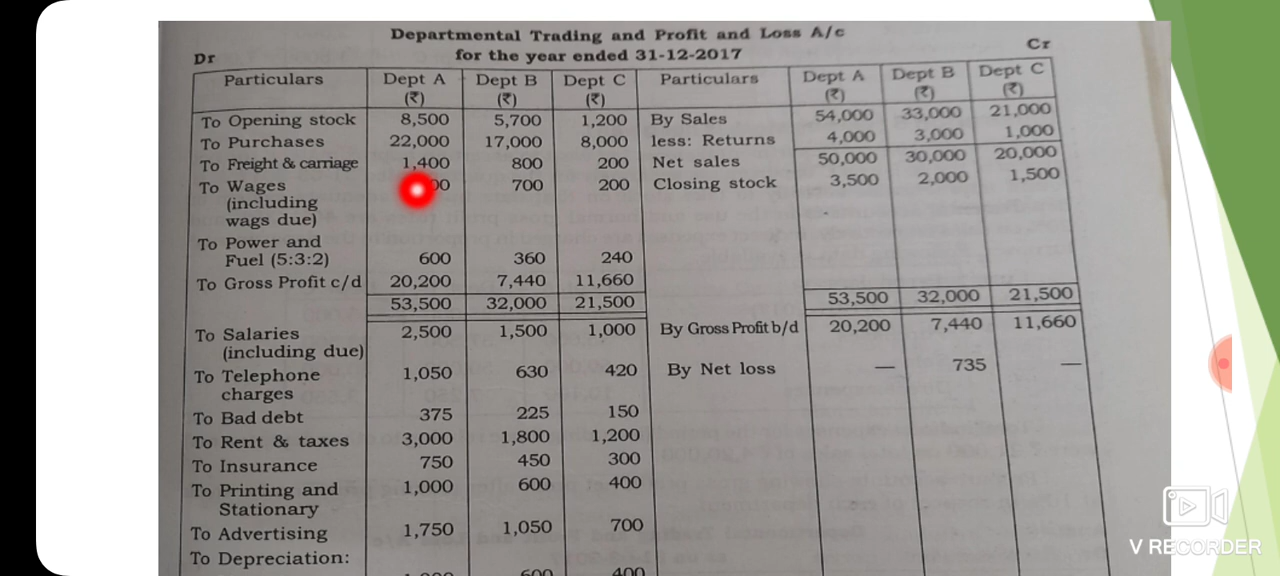 Departmental Trading and Profit and Loss A/c
Dr for the year ended 31-12-2017 Cr
Particulars Dept A Dept B Dept C Particulars Dept A Dept B Dept C
(₹) (₹) (₹) (₹) (₹) (₹)
To Opening stock 8,500 5,700 1,200 By Sales 54,000 33,000 21,000
To Purchases 22,000 17,000 8,000 less: Returns 4,000 3,000 1,000
To Freight & carriage 1,400 800 200 Net sales 50,000 30,000 20,000
To Wages 700 200 Closing stock 3,500 2,000 1,500
(including
wags due)
To Power and
Fuel (5:3:2) 600 360 240
To Gross Profit c/d 20,200 7,440 11,660
53,500 32,000 21,500 53,500 32,000 21,500
To Salaries 2,500 1,500 1,000 By Gross Profit b/d 20,200 7,440 11,660
(including due)
To Telephone 1,050 630 420 By Net loss — 735 —
charges
To Bad debt 375 225 150
To Rent & taxes 3,000 1,800 1,200
To Insurance 750 450 300
To Printing and 1,000 600 400
Stationary
To Advertising 1,750 1,050 700
To Depreciation:
600 400
V RECORDER